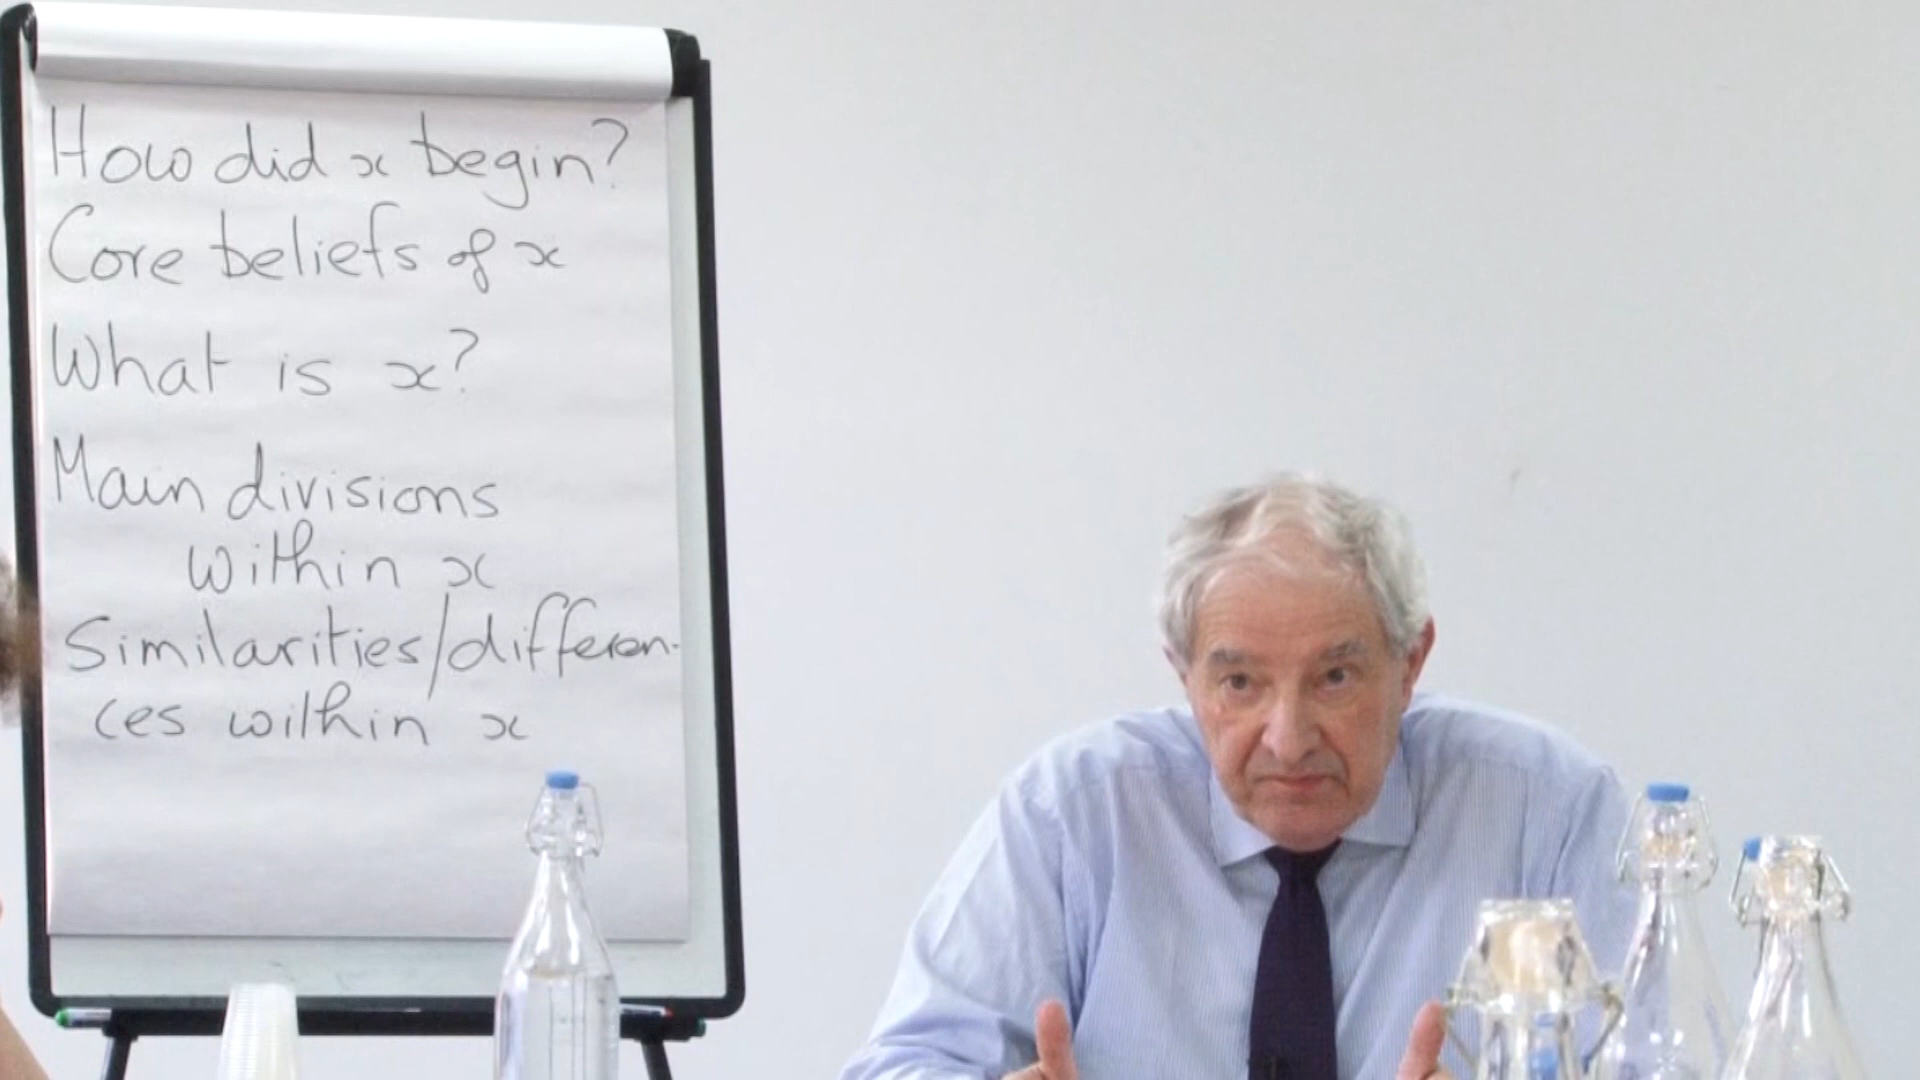 How did x begin?
Core beliefs of x
What is x?
Main divisions
within x
Similarities/differen-
ces within x